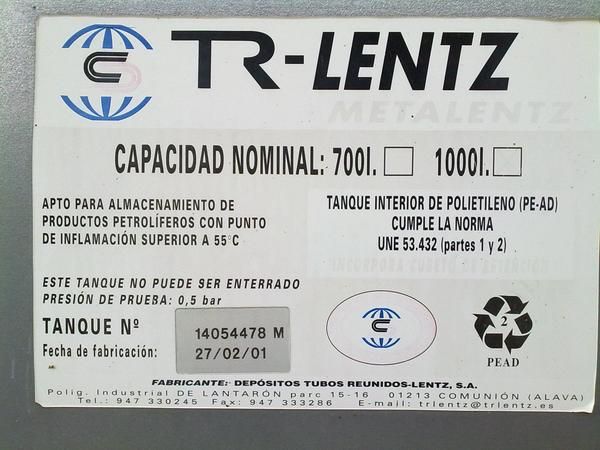 TR-LENTZ
METALENTZ
CAPACIDAD NOMINAL: 700l. 1000l.
APTO PARA ALMACENAMIENTO DE
PRODUCTOS PETROLÍFEROS CON PUNTO
DE INFLAMACIÓN SUPERIOR A 55°C
TANQUE INTERIOR DE POLIETILENO (PE-AD)
CUMPLE LA NORMA
UNE 53.432 (partes 1 y 2)
INCORPORA CUBETO DE RETENCIÓN
ESTE TANQUE NO PUEDE SER ENTERRADO
PRESIÓN DE PRUEBA: 0,5 bar
TANQUE Nº 14054478 M
Fecha de fabricación: 27/02/01
2
PEAD
FABRICANTE: DEPÓSITOS TUBOS REUNIDOS-LENTZ, S.A.
Polig. Industrial DE LANTARÓN parc 15-16 01213 COMUNIÓN (ALAVA)
Tel.: 947 330245 Fax: 947 333286 E-mail: trlentz@trlentz.es